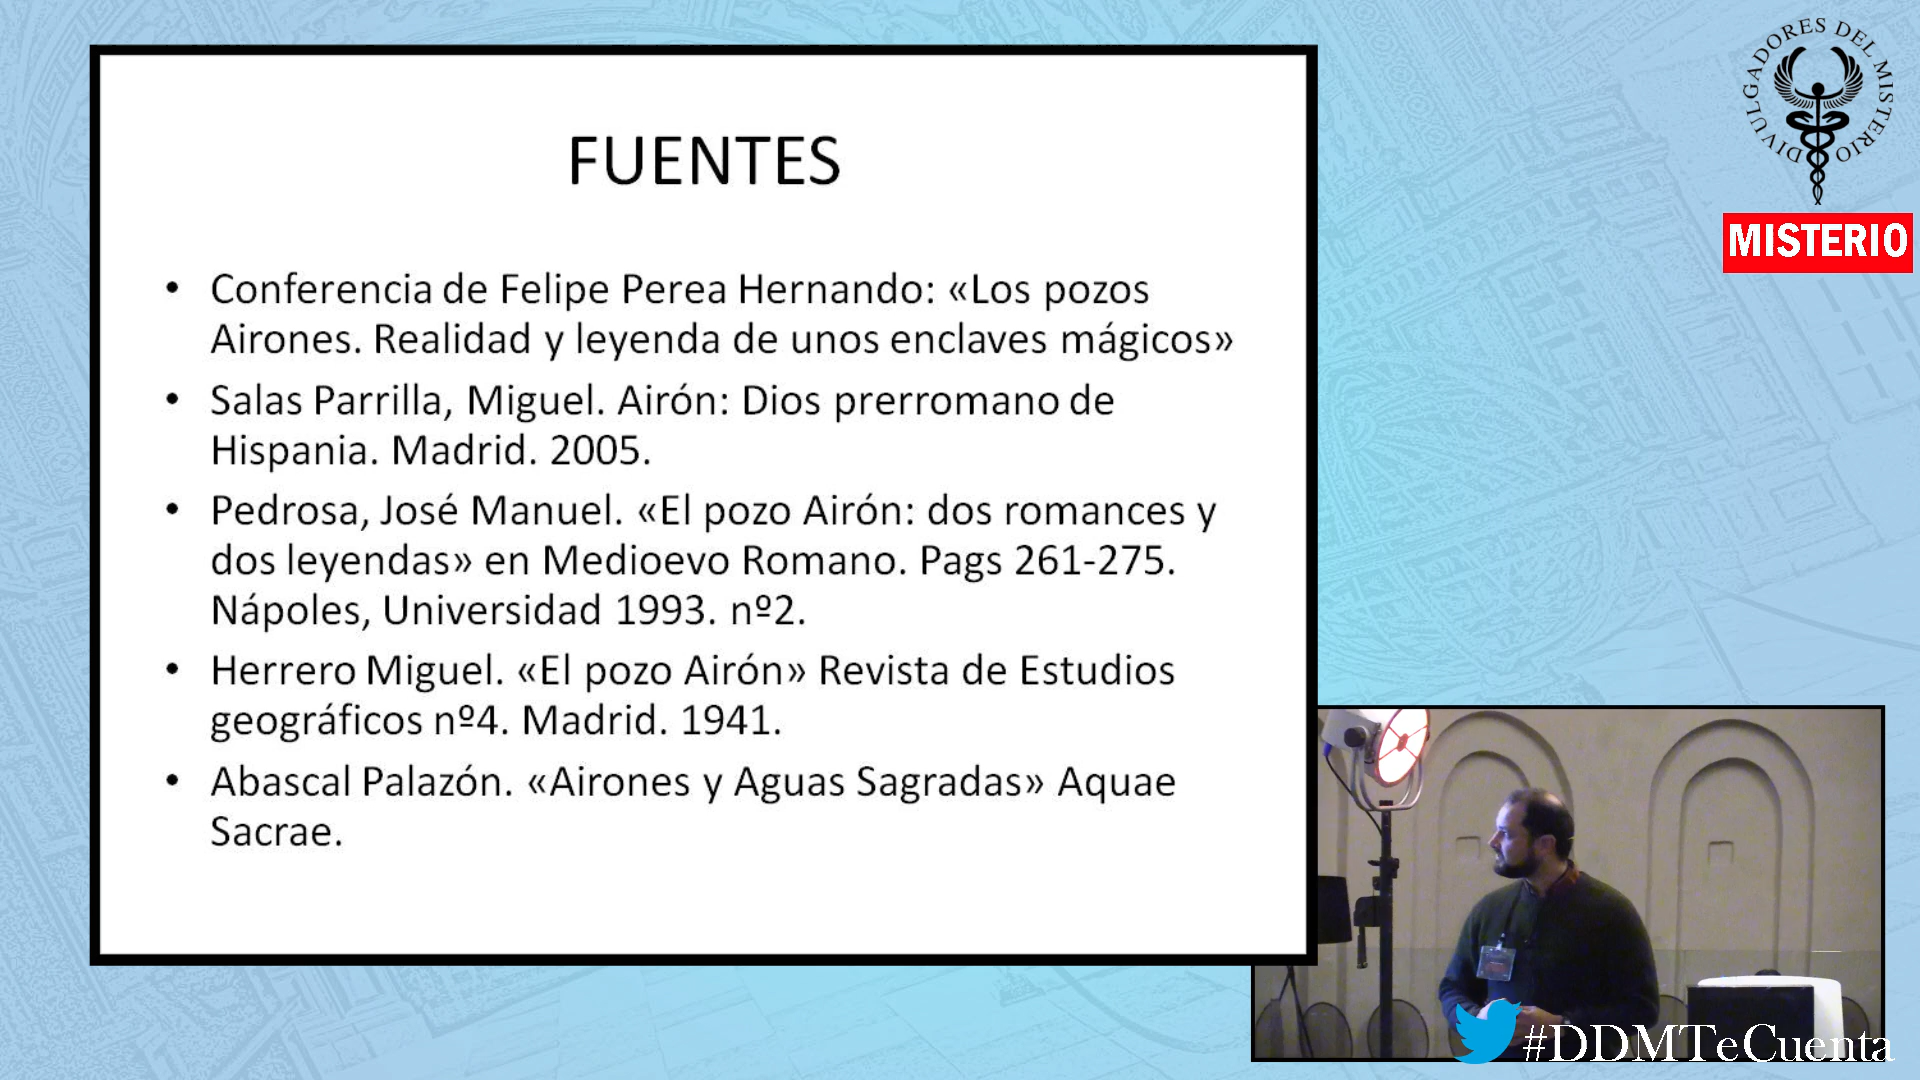 FUENTES
• Conferencia de Felipe Perea Hernando: «Los pozos
Airones. Realidad y leyenda de unos enclaves mágicos»
• Salas Parrilla, Miguel. Airón: Dios prerromano de
Hispania. Madrid. 2005.
• Pedrosa, José Manuel. «El pozo Airón: dos romances y
dos leyendas» en Medioevo Romano. Pags 261-275.
Nápoles, Universidad 1993. nº2.
• Herrero Miguel. «El pozo Airón» Revista de Estudios
geográficos nº4. Madrid. 1941.
• Abascal Palazón. «Airones y Aguas Sagradas» Aquae
Sacrae.
DIVULGADORES DEL MISTERIO
MISTERIO
#DDMTeCuenta